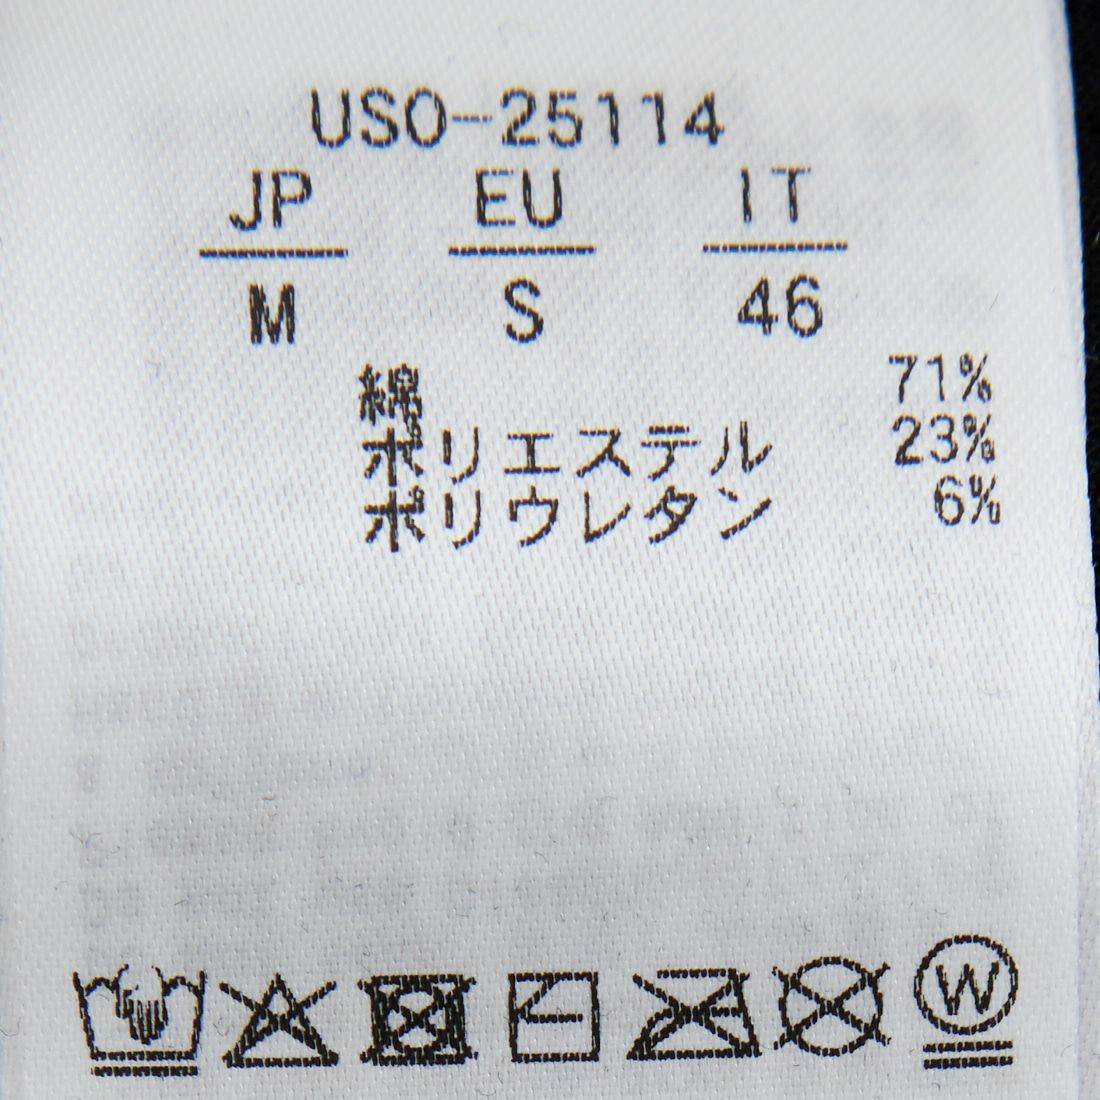 USO-25114
JP EU IT
M S 46
綿 71%
ポリエステル 23%
ポリウレタン 6%
W